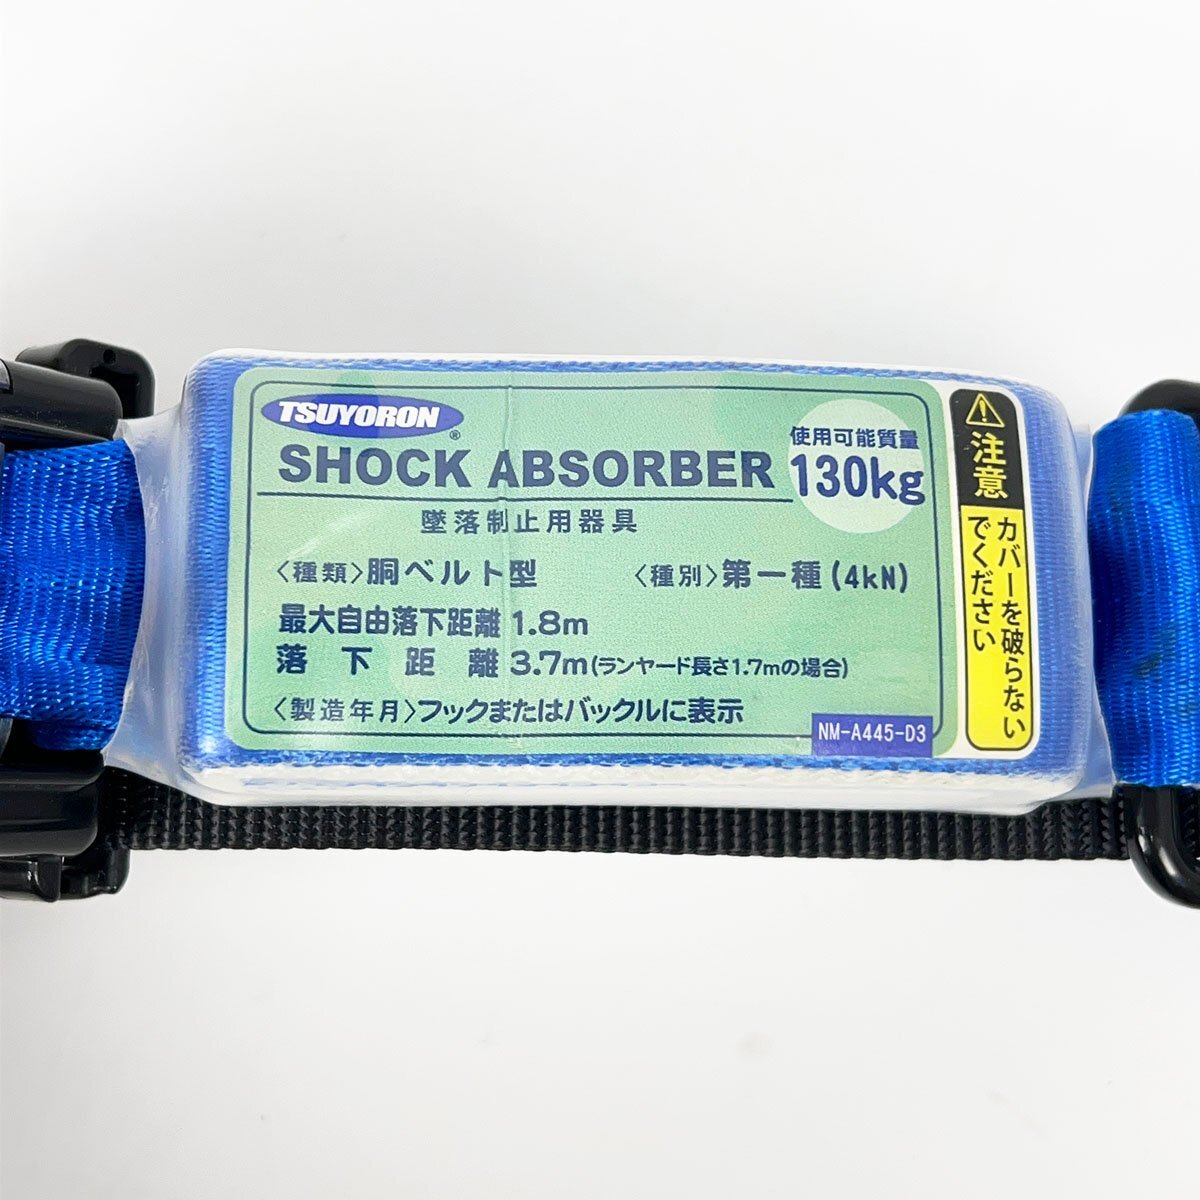 TSUYORON®
SHOCK ABSORBER
使用可能質量
130kg
墜落制止用器具
〈種類〉胴ベルト型 〈種別〉第一種(4kN)
最大自由落下距離 1.8m
落下距離 3.7m(ランヤード長さ1.7mの場合)
〈製造年月〉フックまたはバックルに表示
NM-A445-D3
注意
カバーを破らない
でください